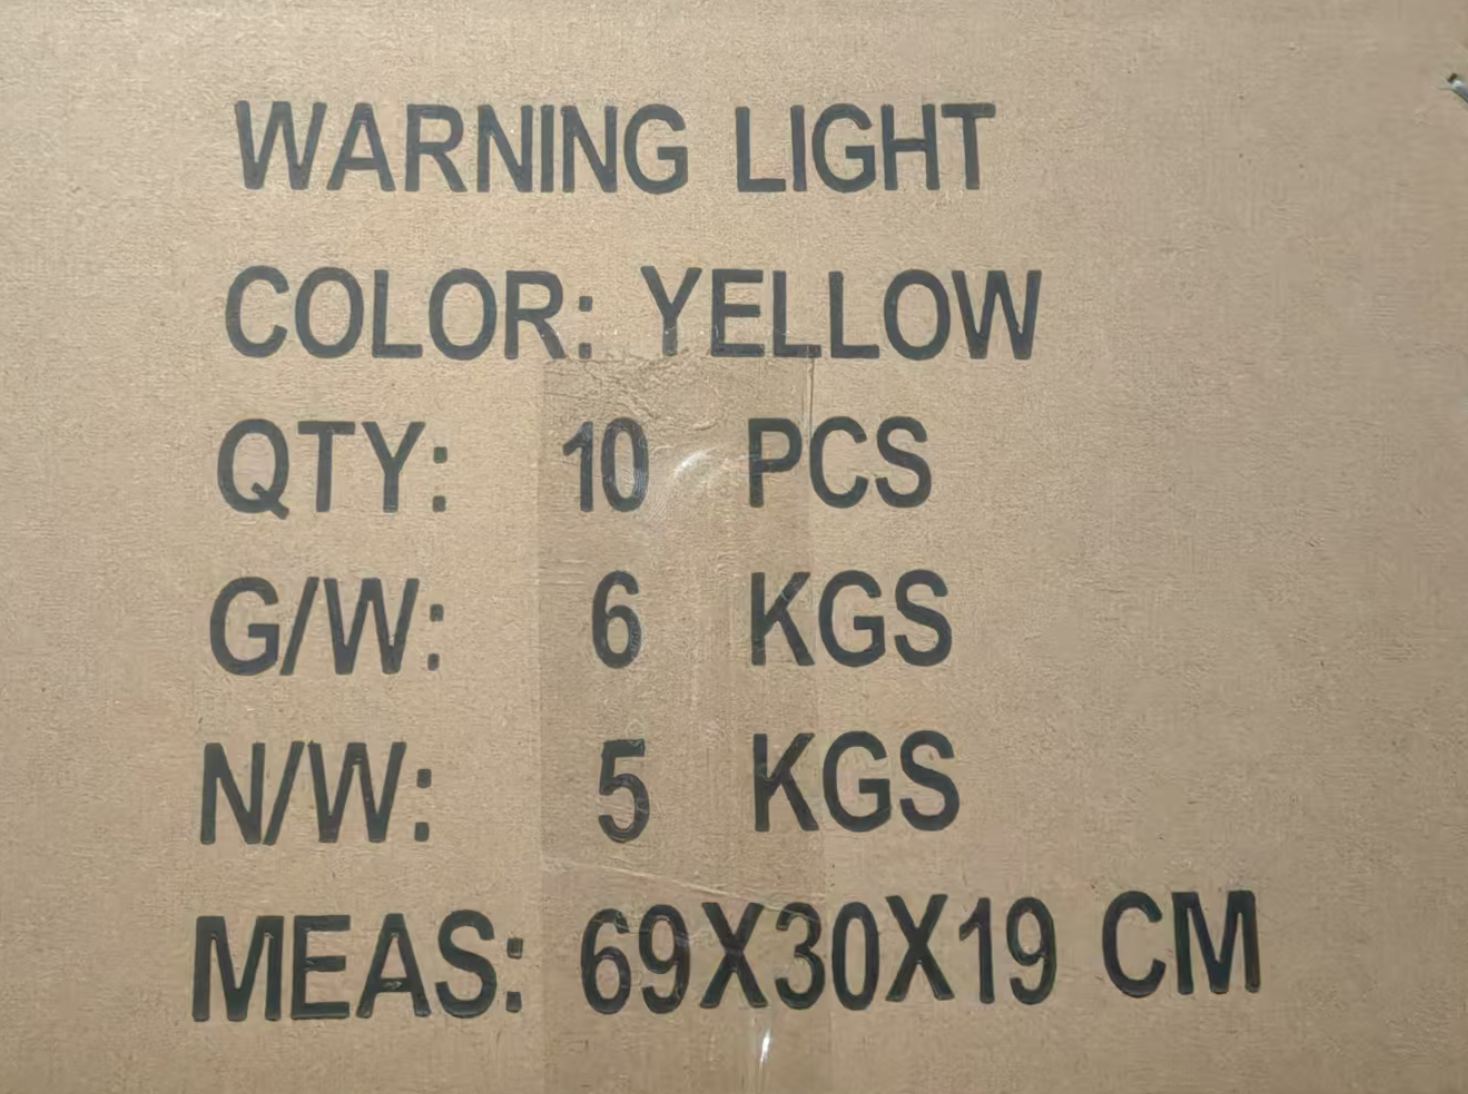 WARNING LIGHT
COLOR: YELLOW
QTY: 10 PCS
G/W: 6 KGS
N/W: 5 KGS
MEAS: 69X30X19 CM